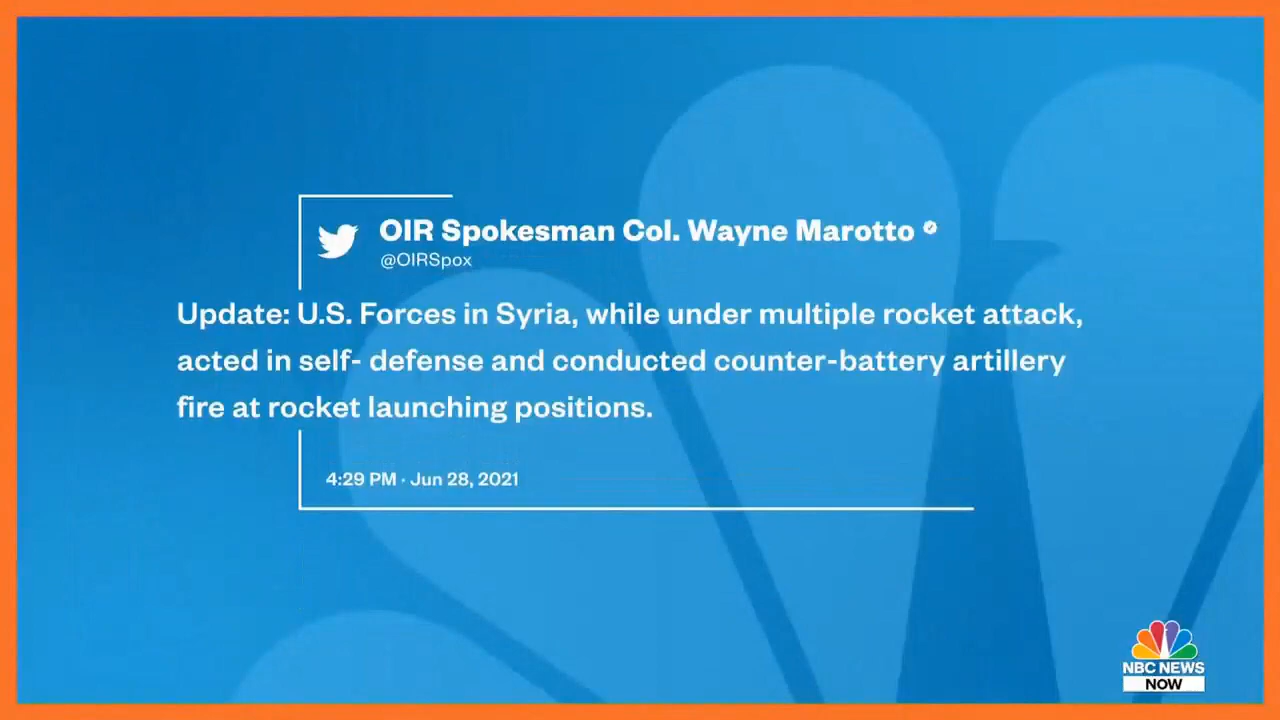 OIR Spokesman Col. Wayne Marotto
@OIRSpox
Update: U.S. Forces in Syria, while under multiple rocket attack,
acted in self- defense and conducted counter-battery artillery
fire at rocket launching positions.
4:29 PM · Jun 28, 2021
NBC NEWS
NOW